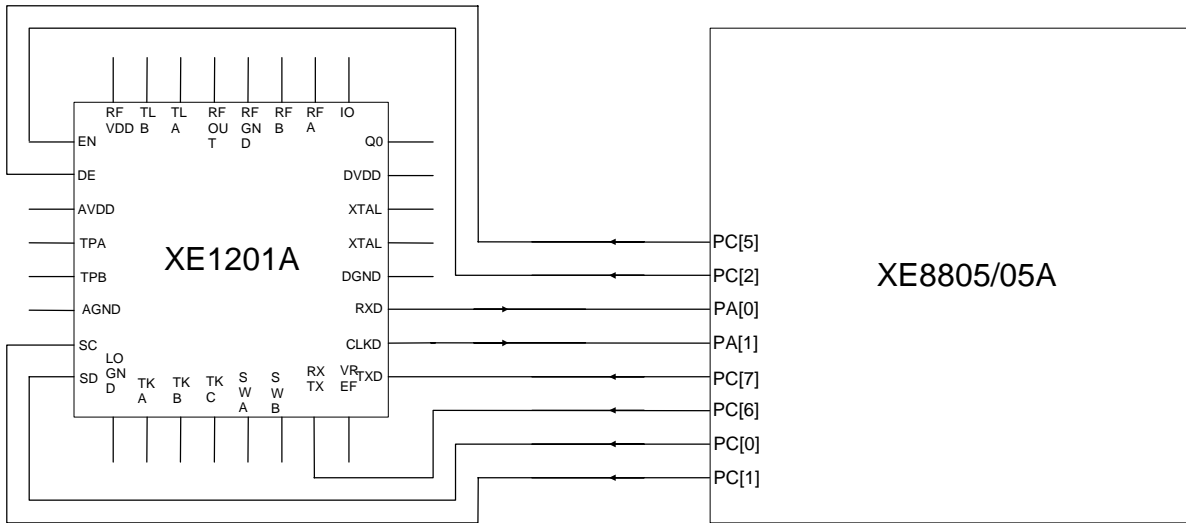 RF
VDD
TL
B
TL
A
RF
OU
T
RF
GN
D
RF
B
RF
A
IO
EN
DE
AVDD
TPA
TPB
AGND
SC
SD
Q0
DVDD
XTAL
XTAL
DGND
RXD
CLKD
TXD
XE1201A
LO
GN
D
TK
A
TK
B
TK
C
S
W
A
S
W
B
RX
TX
VR
EF
PC[5]
PC[2]
PA[0]
PA[1]
PC[7]
PC[6]
PC[0]
PC[1]
XE8805/05A